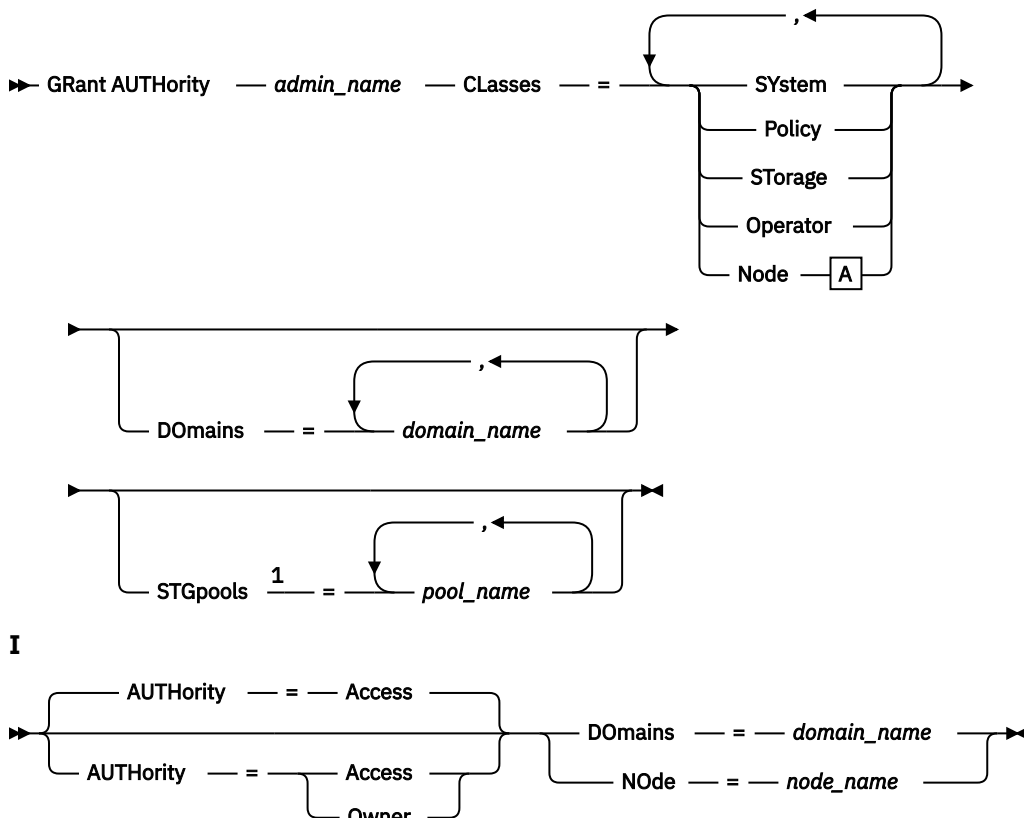 ,
GRant AUTHority admin_name CLasses = SYstem
Policy
STorage
Operator
Node A
,
DOmains = domain_name
,
STGpools 1 = pool_name
I
AUTHority = Access
DOmains = domain_name
AUTHority = Access
NOde = node_name
Owner